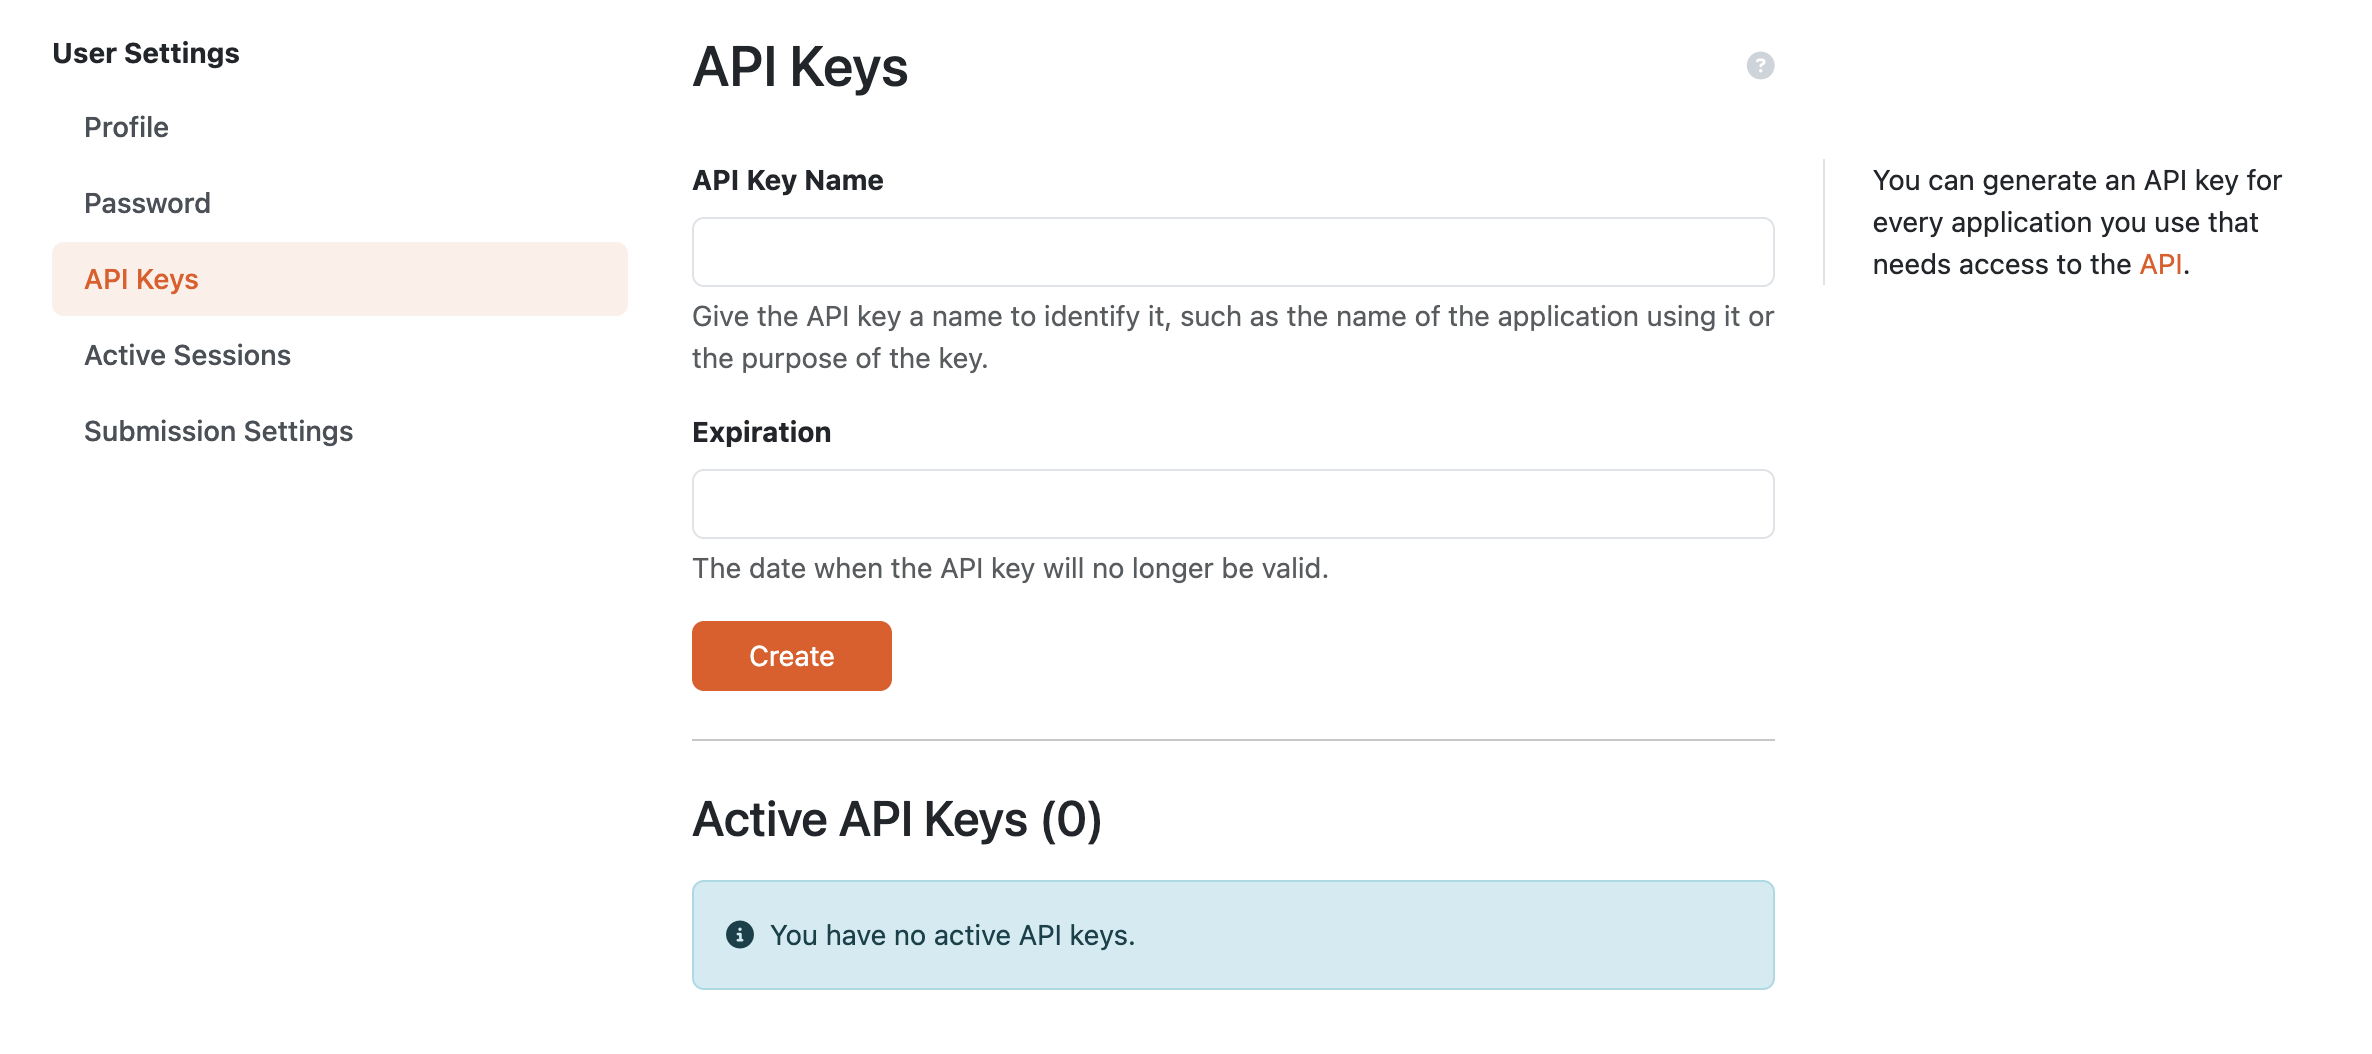 User Settings
Profile
Password
API Keys
Active Sessions
Submission Settings
API Keys
?
API Key Name
Give the API key a name to identify it, such as the name of the application using it or
the purpose of the key.
Expiration
The date when the API key will no longer be valid.
Create
You can generate an API key for
every application you use that
needs access to the API.
Active API Keys (0)
You have no active API keys.